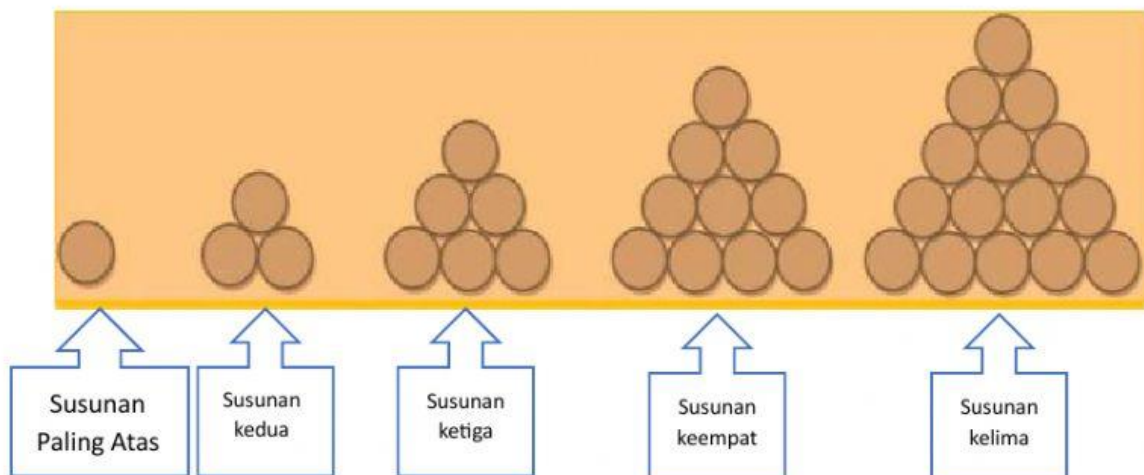 Susunan
Paling Atas
Susunan
kedua
Susunan
ketiga
Susunan
keempat
Susunan
kelima